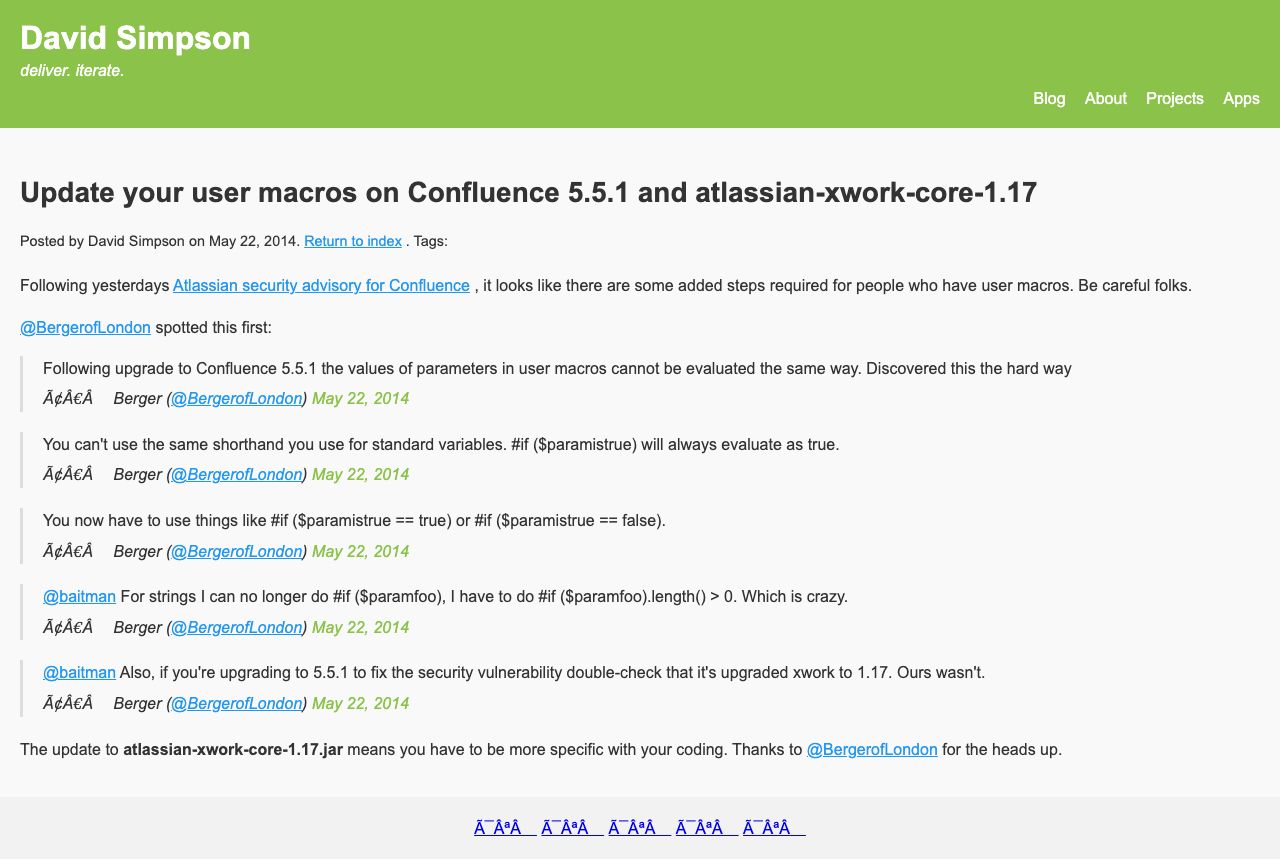 David Simpson
deliver. iterate.
Blog About Projects Apps
Update your user macros on Confluence 5.5.1 and atlassian-xwork-core-1.17
Posted by David Simpson on May 22, 2014. Return to index . Tags:
Following yesterdays Atlassian security advisory for Confluence , it looks like there are some added steps required for people who have user macros. Be careful folks.
@BergerofLondon spotted this first:
Following upgrade to Confluence 5.5.1 the values of parameters in user macros cannot be evaluated the same way. Discovered this the hard way
Ã¢Â€Â Berger (@BergerofLondon) May 22, 2014
You can't use the same shorthand you use for standard variables. #if ($paramistrue) will always evaluate as true.
Ã¢Â€Â Berger (@BergerofLondon) May 22, 2014
You now have to use things like #if ($paramistrue == true) or #if ($paramistrue == false).
Ã¢Â€Â Berger (@BergerofLondon) May 22, 2014
@baitman For strings I can no longer do #if ($paramfoo), I have to do #if ($paramfoo).length() > 0. Which is crazy.
Ã¢Â€Â Berger (@BergerofLondon) May 22, 2014
@baitman Also, if you're upgrading to 5.5.1 to fix the security vulnerability double-check that it's upgraded xwork to 1.17. Ours wasn't.
Ã¢Â€Â Berger (@BergerofLondon) May 22, 2014
The update to atlassian-xwork-core-1.17.jar means you have to be more specific with your coding. Thanks to @BergerofLondon for the heads up.
Ã¯ÂªÂ Ã¯ÂªÂ Ã¯ÂªÂ Ã¯ÂªÂ Ã¯ÂªÂ